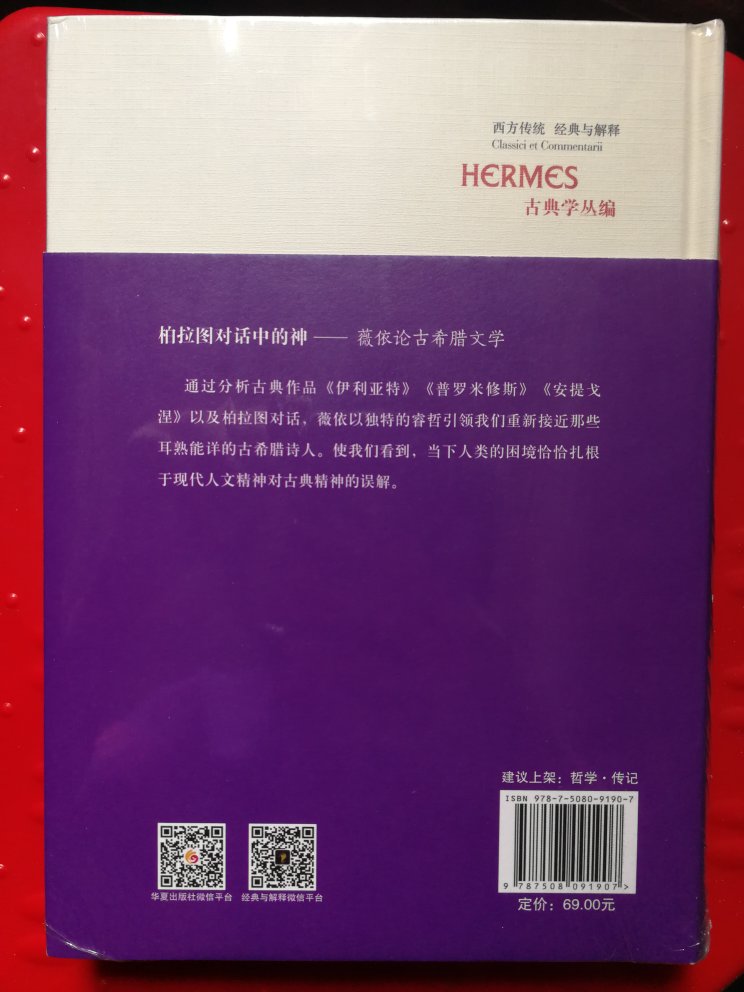 西方传统 经典与解释
Classici et Commentarii
HERMES
古典学丛编
柏拉图对话中的神——薇依论古希腊文学
通过分析古典作品《伊利亚特》《普罗米修斯》《安提戈
涅》以及柏拉图对话，薇依以独特的睿哲引领我们重新接近那些
耳熟能详的古希腊诗人。使我们看到，当下人类的困境恰恰扎根
于现代人文精神对古典精神的误解。
建议上架：哲学·传记
ISBN 978-7-5080-9190-7
9 787508 091907>
定价：69.00元
华夏出版社微信平台
经典与解释微信平台